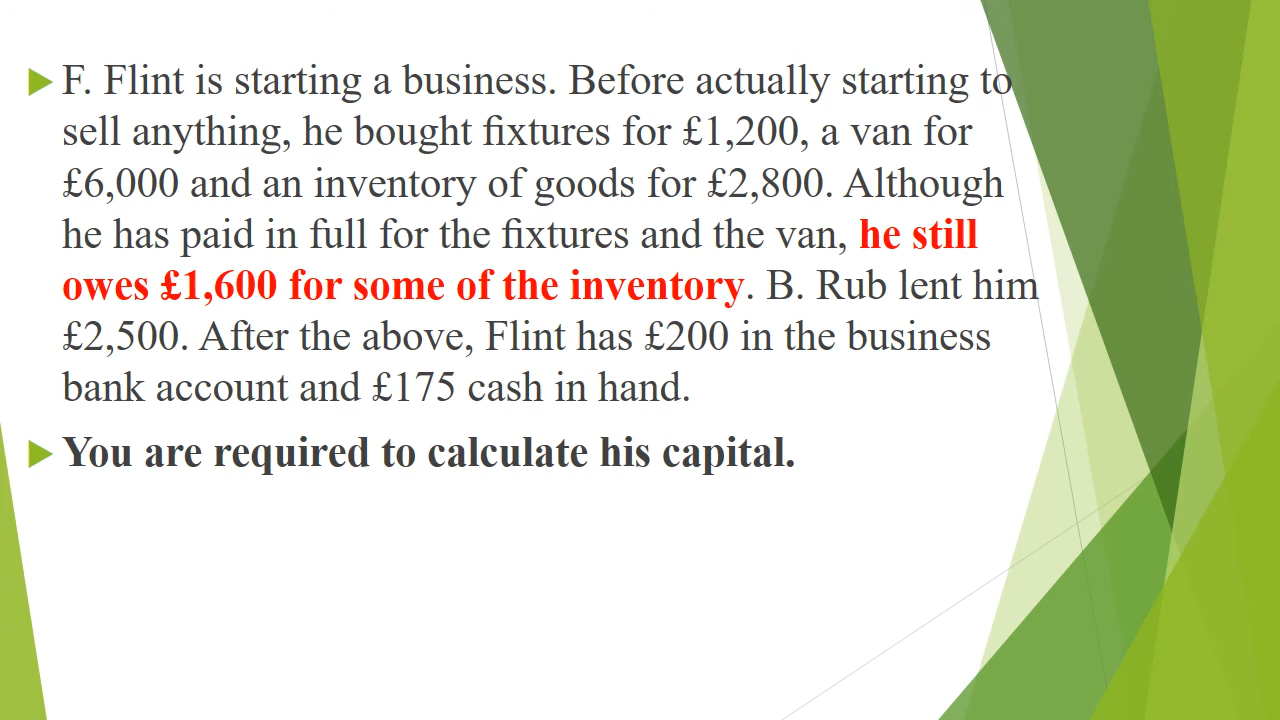 F. Flint is starting a business. Before actually starting to
sell anything, he bought fixtures for £1,200, a van for
£6,000 and an inventory of goods for £2,800. Although
he has paid in full for the fixtures and the van, he still
owes £1,600 for some of the inventory. B. Rub lent him
£2,500. After the above, Flint has £200 in the business
bank account and £175 cash in hand.
You are required to calculate his capital.